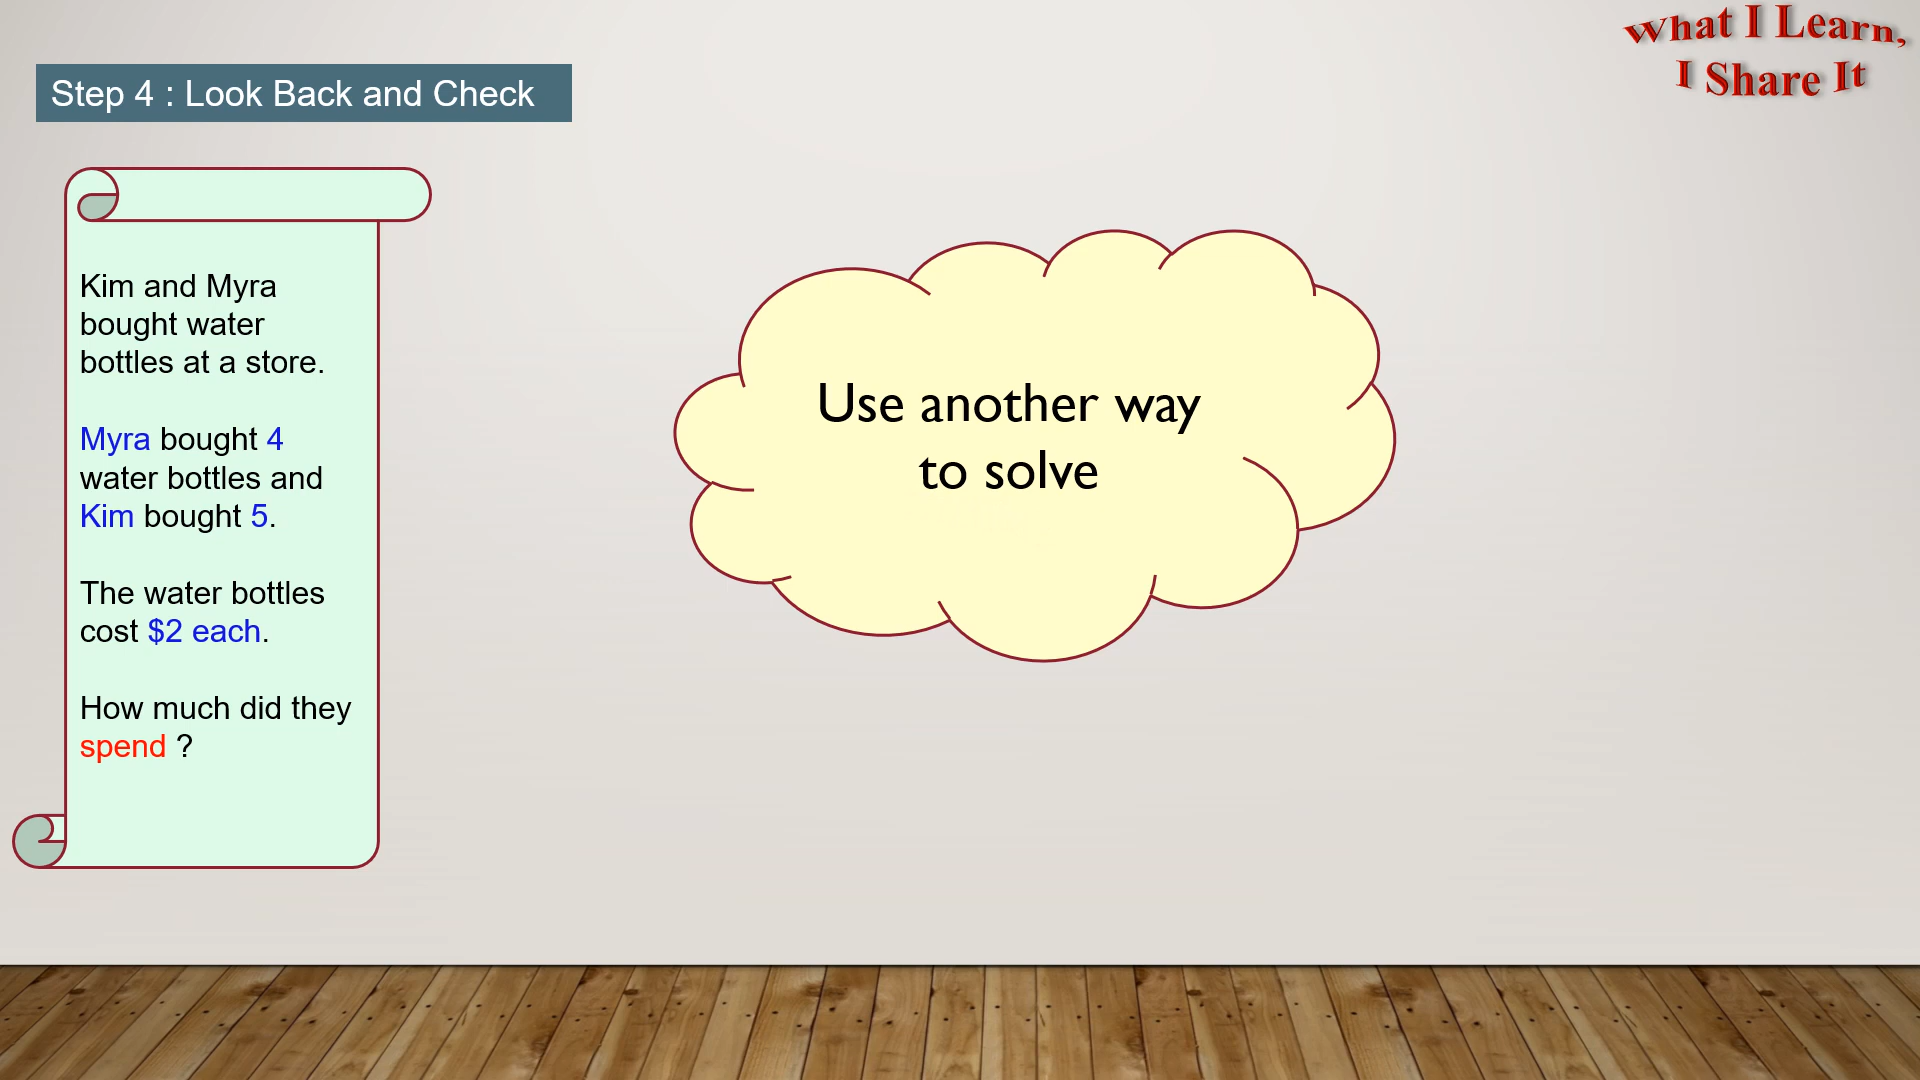 What I Learn,
I Share It
Step 4 : Look Back and Check
Kim and Myra
bought water
bottles at a store.
Myra bought 4
water bottles and
Kim bought 5.
The water bottles
cost $2 each.
How much did they
spend ?
Use another way
to solve